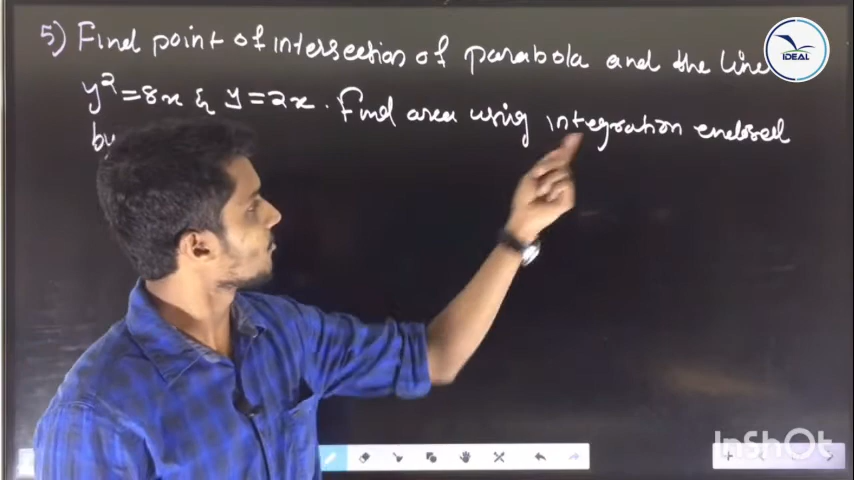 5) Find point of intersection of parabola and the line
y² = 8x & y = 2x. Find area using integration enclosed
by
IDEAL
InShOt